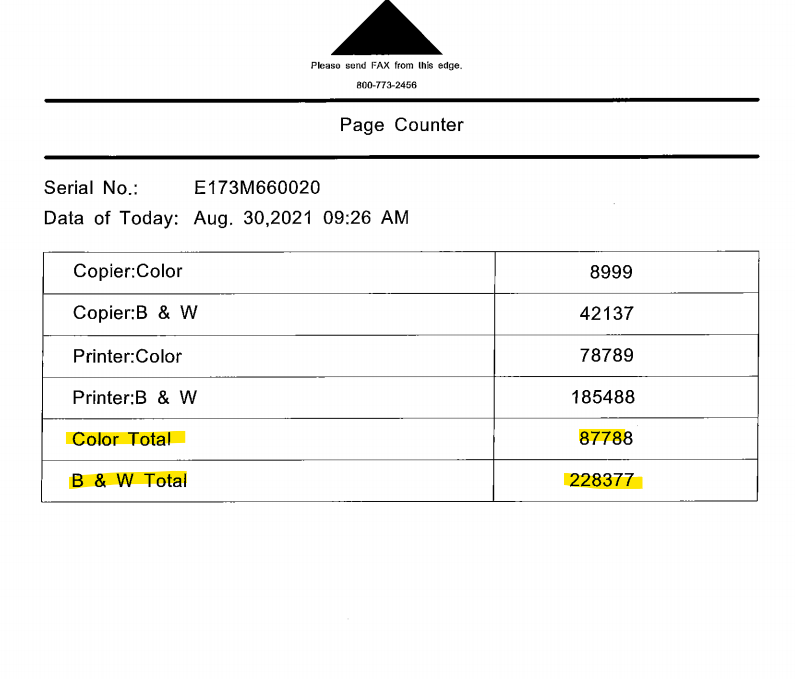 Please send FAX from this edge.
800-773-2456
Page Counter
Serial No.: E173M660020
Data of Today: Aug. 30,2021 09:26 AM
Copier:Color 8999
Copier:B & W 42137
Printer:Color 78789
Printer:B & W 185488
Color Total 87788
B & W Total 228377